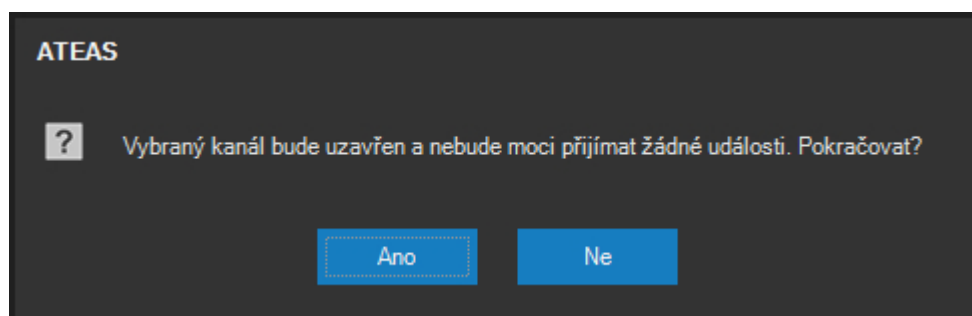 ATEAS
? Vybraný kanál bude uzavřen a nebude moci přijímat žádné události. Pokračovat?
Ano Ne